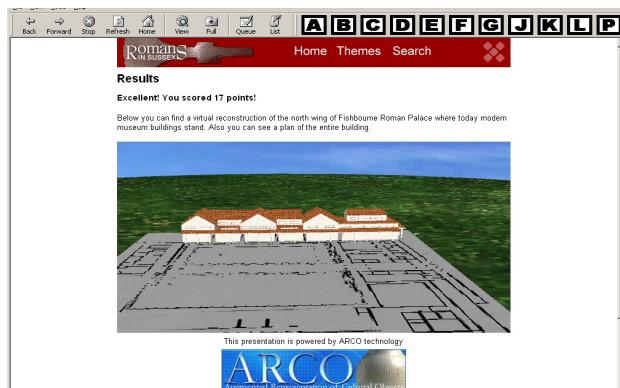 Back Forward Stop Refresh Home View Full Queue List A B C D E F G J K L P
ROMANS Home Themes Search
IN SUSSEX
Results
Excellent! You scored 17 points!
Below you can find a virtual reconstruction of the north wing of Fishbourne Roman Palace where today modern
museum buildings stand. Also you can see a plan of the entire building.
This presentation is powered by ARCO technology
ARCO
Augmented Representation of Cultural Objects